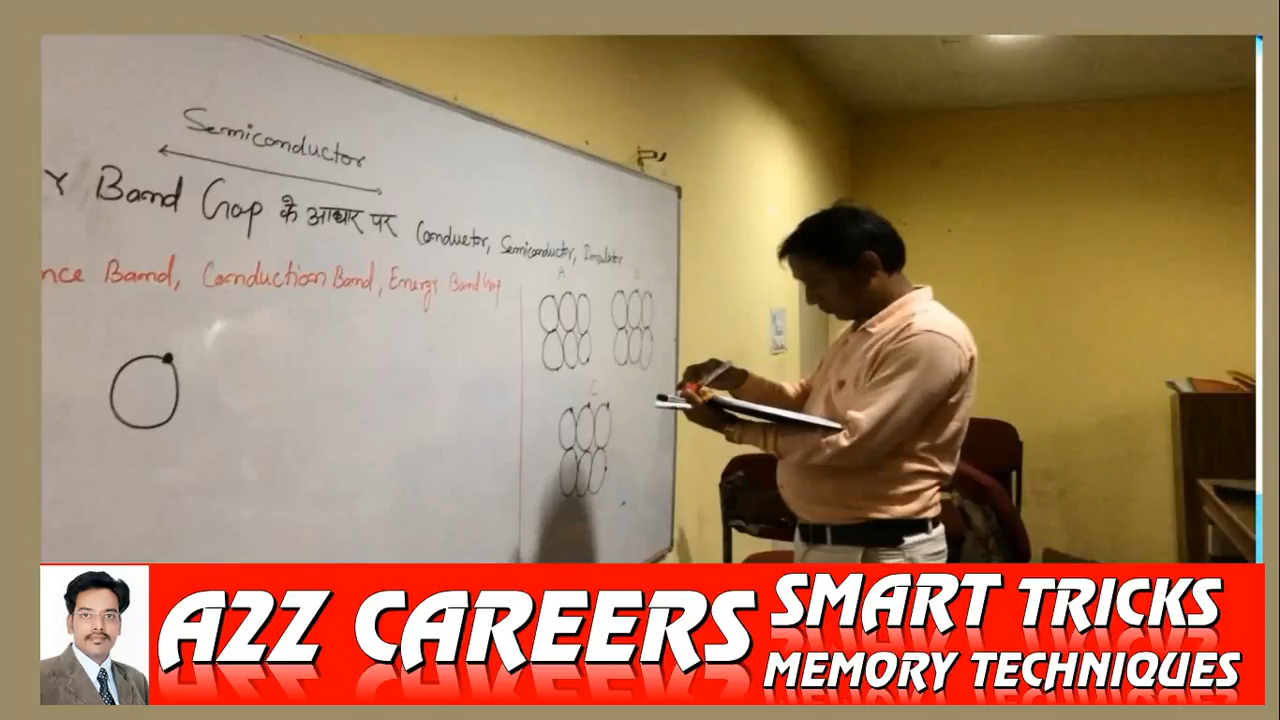 Semiconductor
Band Gap के आधार पर Conductor, Semiconductor, Insulator
nce Band, Conduction Band, Energy Band Gap
A
B
C
A2Z CAREERS
SMART TRICKS
MEMORY TECHNIQUES